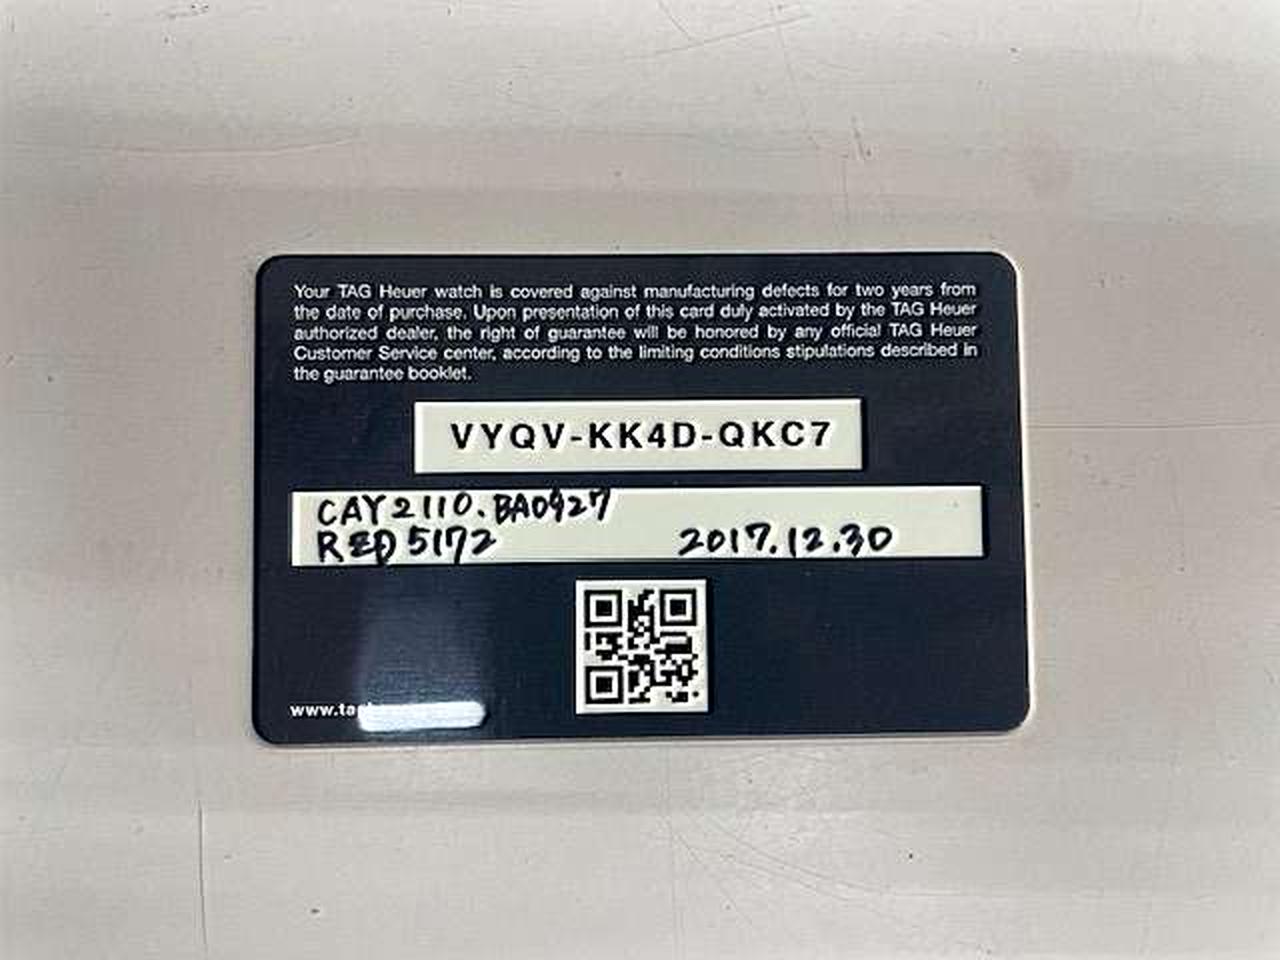 Your TAG Heuer watch is covered against manufacturing defects for two years from
the date of purchase. Upon presentation of this card duly activated by the TAG Heuer
authorized dealer, the right of guarantee will be honored by any official TAG Heuer
Customer Service center, according to the limiting conditions stipulations described in
the guarantee booklet.
VYQV-KK4D-QKC7
CAY2110.BA0927
RED5172 2017.12.30